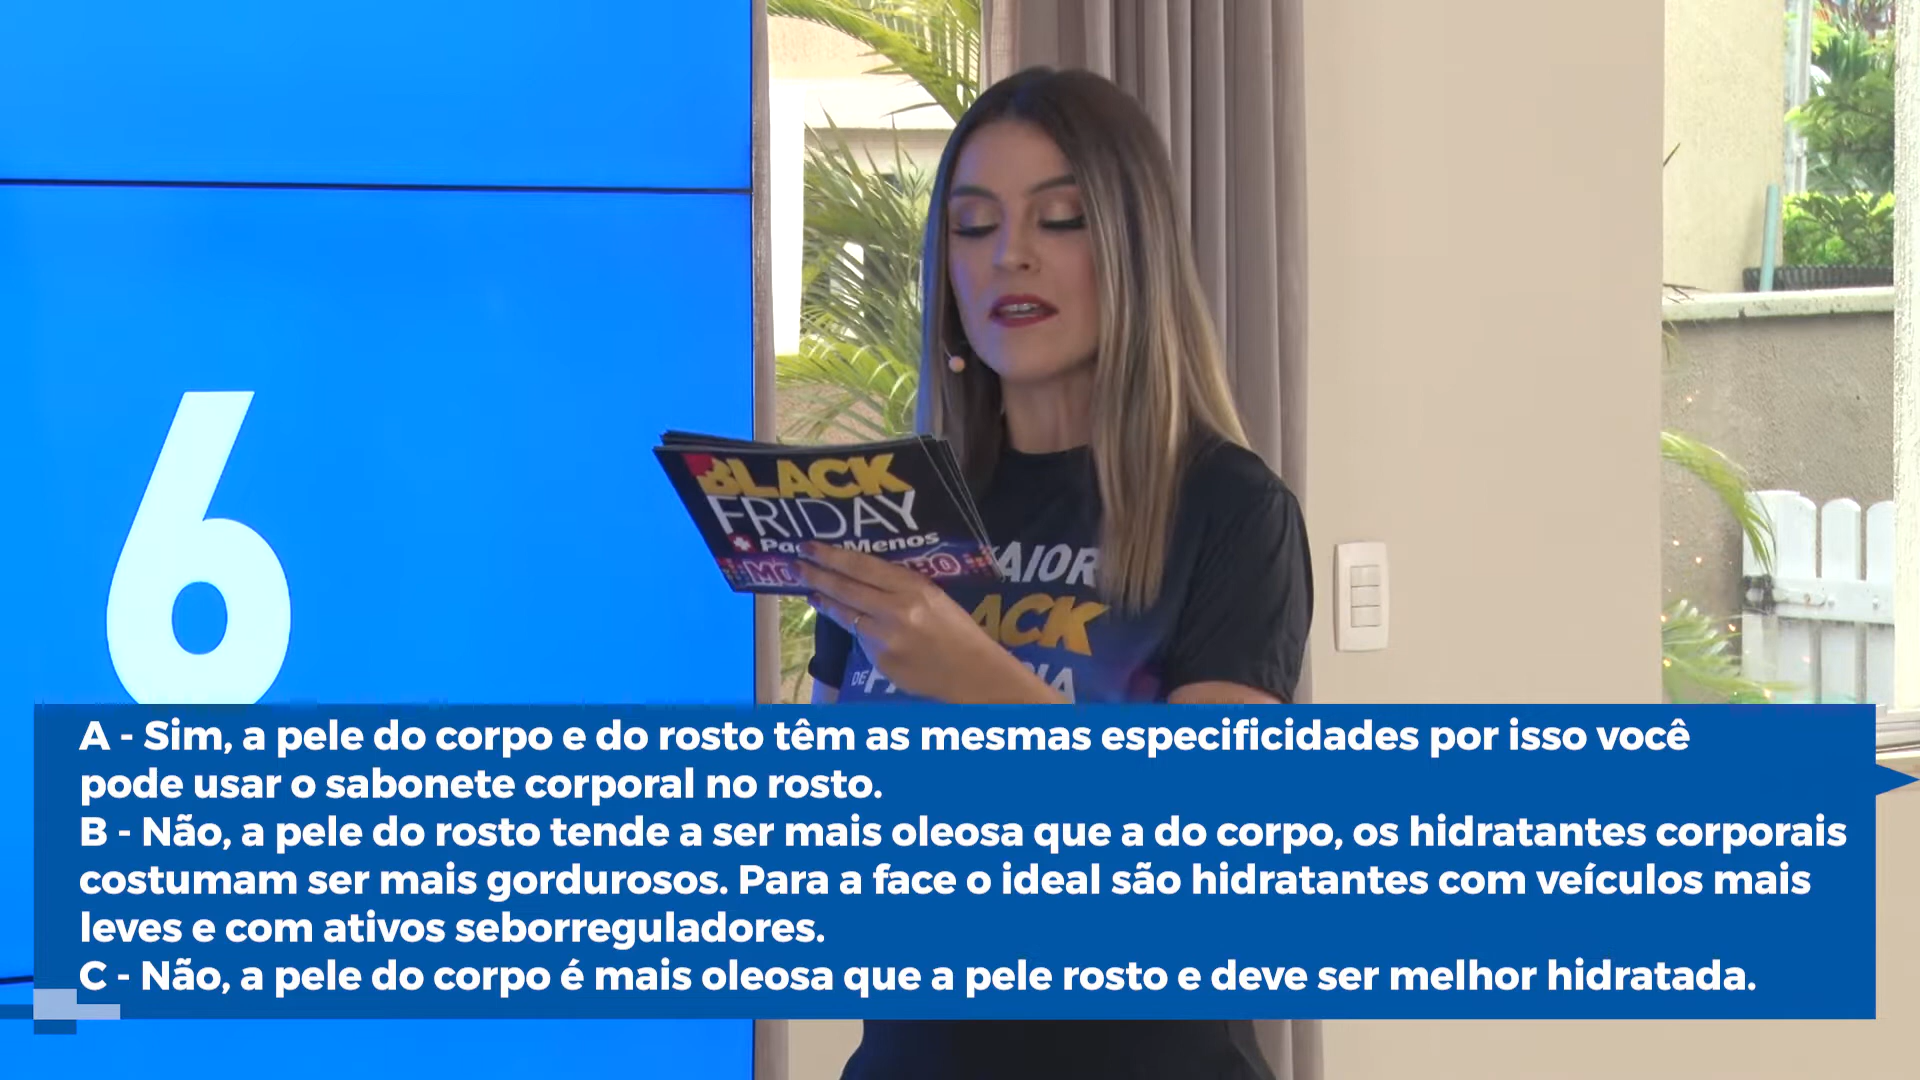 6
BLACK
FRIDAY
AIOR
ACK
DE
A - Sim, a pele do corpo e do rosto têm as mesmas especificidades por isso você
pode usar o sabonete corporal no rosto.
B - Não, a pele do rosto tende a ser mais oleosa que a do corpo, os hidratantes corporais
costumam ser mais gordurosos. Para a face o ideal são hidratantes com veículos mais
leves e com ativos seborreguladores.
C - Não, a pele do corpo é mais oleosa que a pele rosto e deve ser melhor hidratada.